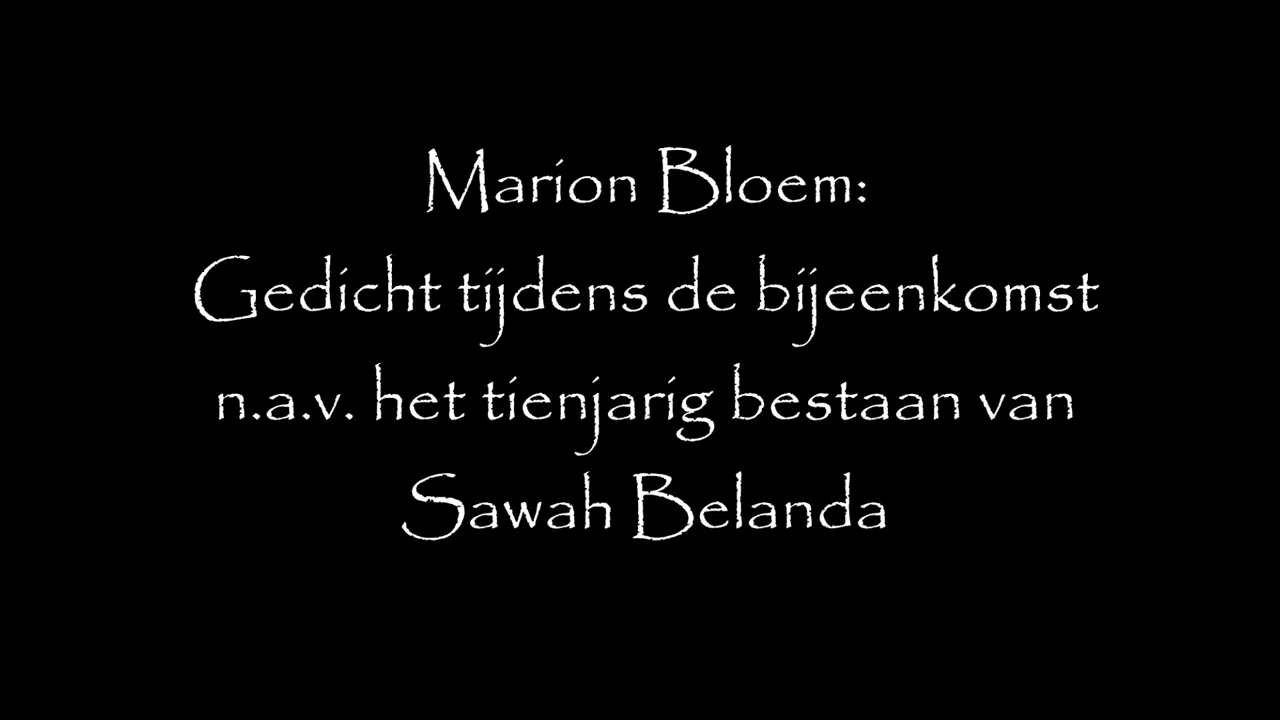 Marion Bloem:
Gedicht tijdens de bijeenkomst
n.a.v. het tienjarig bestaan van
Sawah Belanda